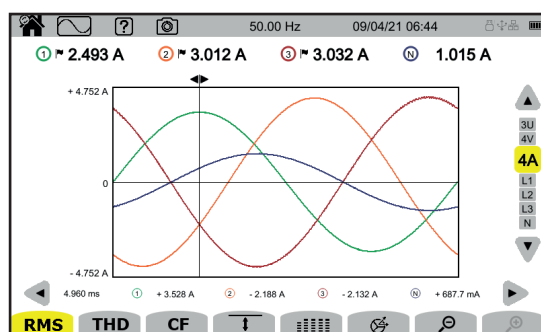 ? 50.00 Hz 09/04/21 06:44
1 2.493 A 2 3.012 A 3 3.032 A N 1.015 A
+ 4.752 A
0
- 4.752 A
3U
4V
4A
L1
L2
L3
N
4.960 ms 1 + 3.528 A 2 - 2.188 A 3 - 2.132 A N + 687.7 mA
RMS THD CF